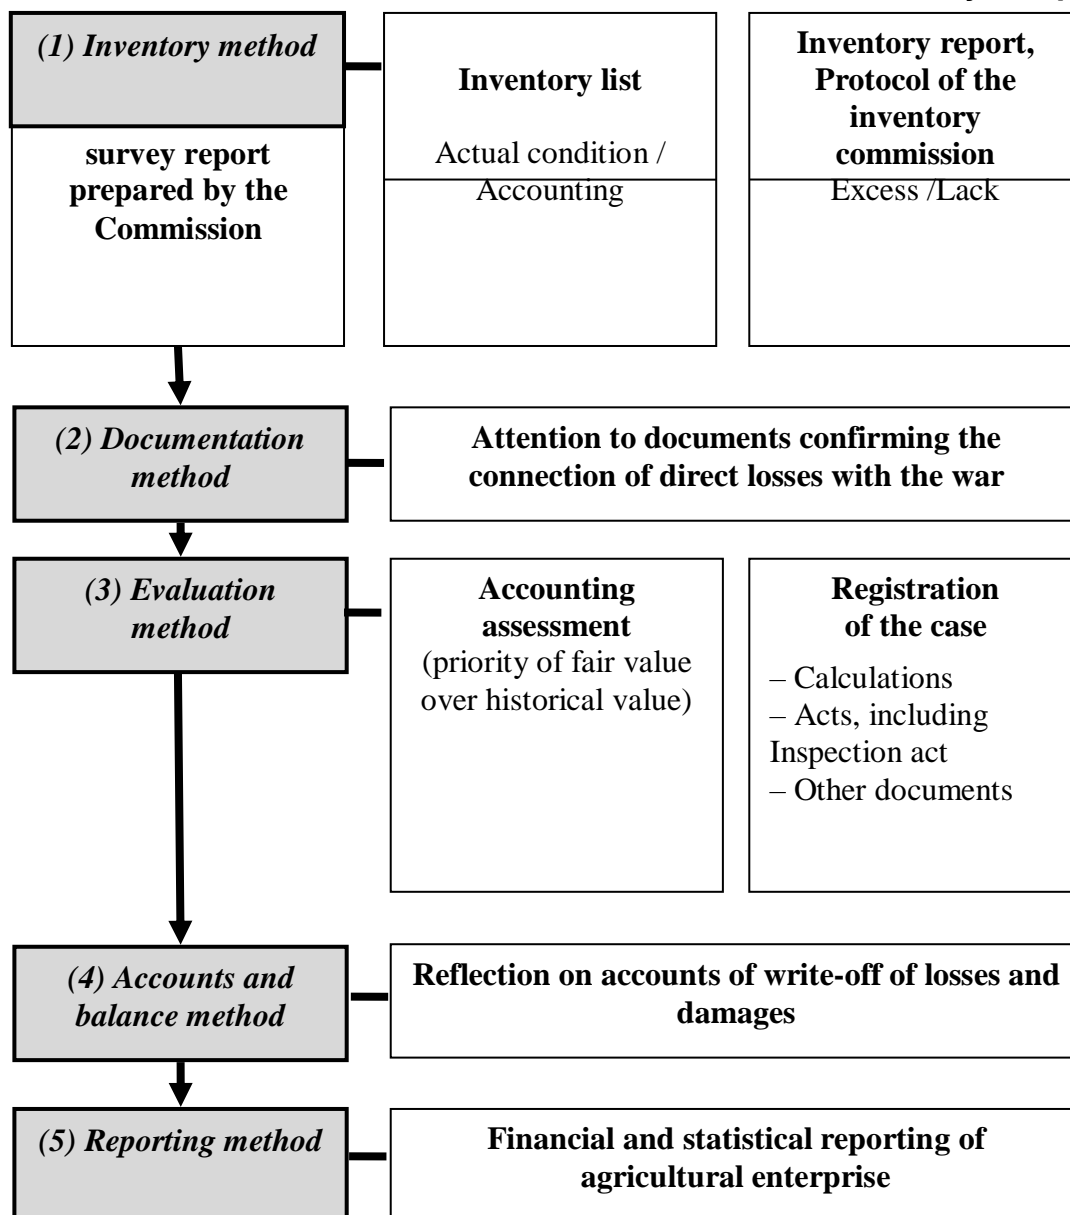 (1) Inventory method
survey report
prepared by the
Commission
Inventory list
Actual condition /
Accounting
Inventory report,
Protocol of the
inventory
commission
Excess /Lack
(2) Documentation
method
Attention to documents confirming the
connection of direct losses with the war
(3) Evaluation
method
Accounting
assessment
(priority of fair value
over historical value)
Registration
of the case
– Calculations
– Acts, including
Inspection act
– Other documents
(4) Accounts and
balance method
Reflection on accounts of write-off of losses and
damages
(5) Reporting method
Financial and statistical reporting of
agricultural enterprise